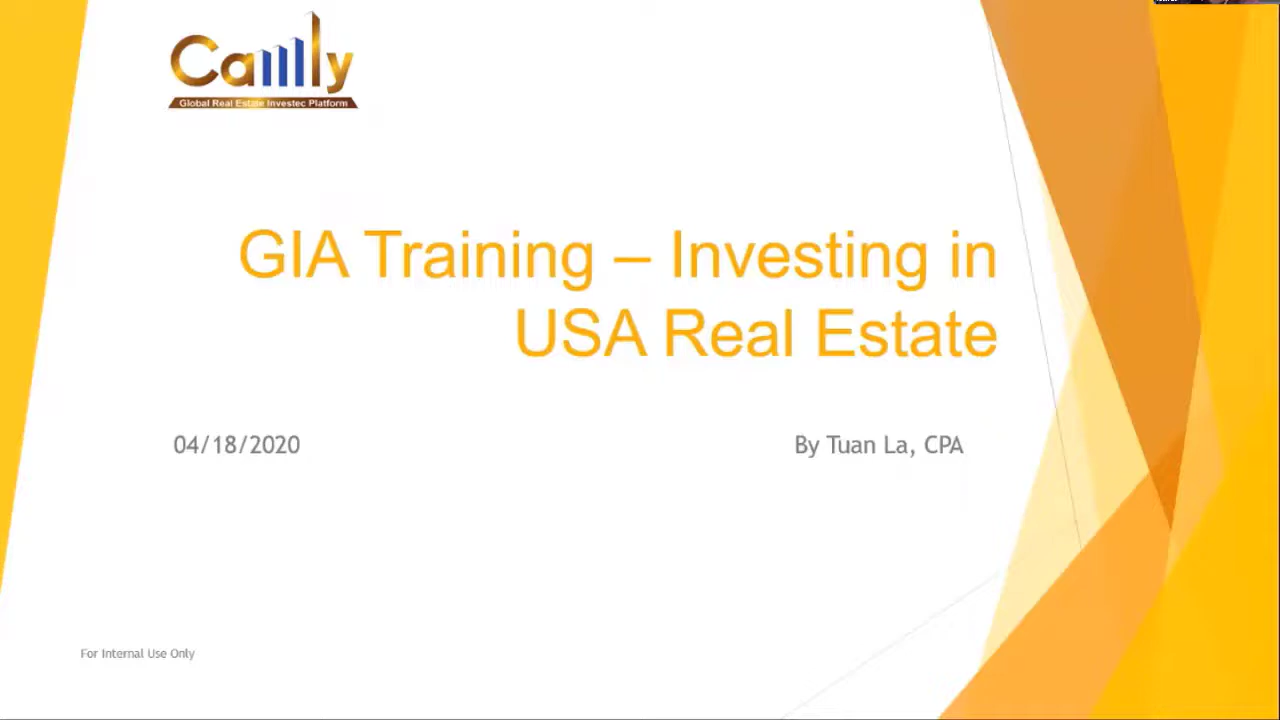 Camly
Global Real Estate Investec Platform
GIA Training – Investing in
USA Real Estate
04/18/2020
By Tuan La, CPA
For Internal Use Only